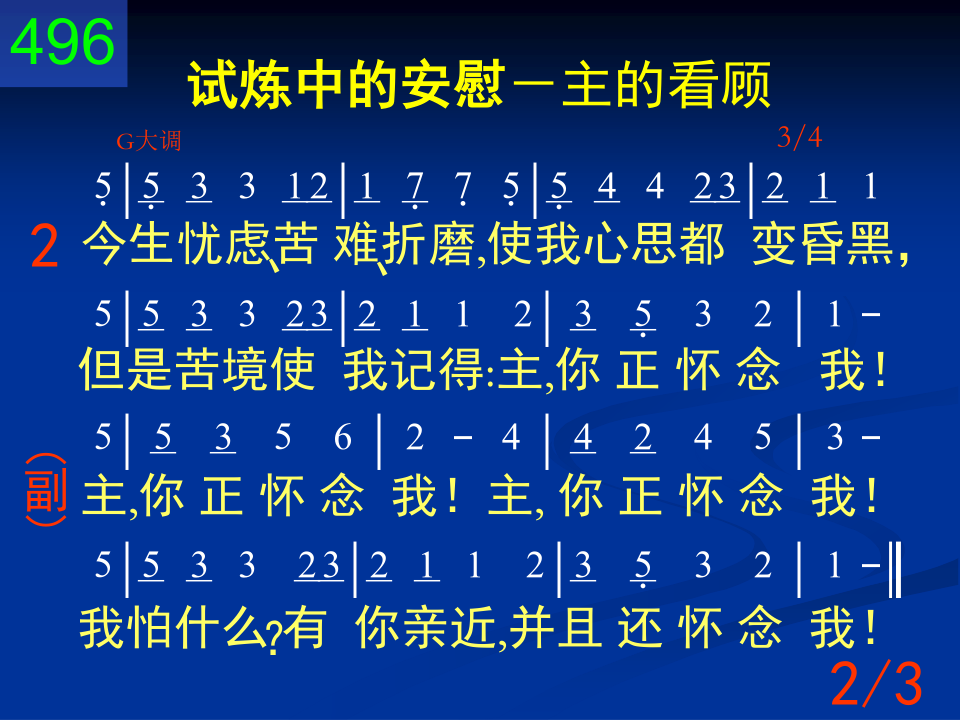 496
试炼中的安慰－主的看顾
G大调 3/4
5|5 3 3 12|1 7 7 5|5 4 4 23|2 1 1
2 今生忧虑、苦 难、折磨,使我心思都 变昏黑，
5|5 3 3 23|2 1 1 2|3 5 3 2|1 -
但是苦境使 我记得:主,你 正 怀 念 我！
5|5 3 5 6|2 - 4|4 2 4 5|3 -
（副） 主,你 正 怀 念 我！主, 你 正 怀 念 我！
5|5 3 3 23|2 1 1 2|3 5 3 2|1 -‖
我怕什么?有 你亲近,并且 还 怀 念 我！
2/3